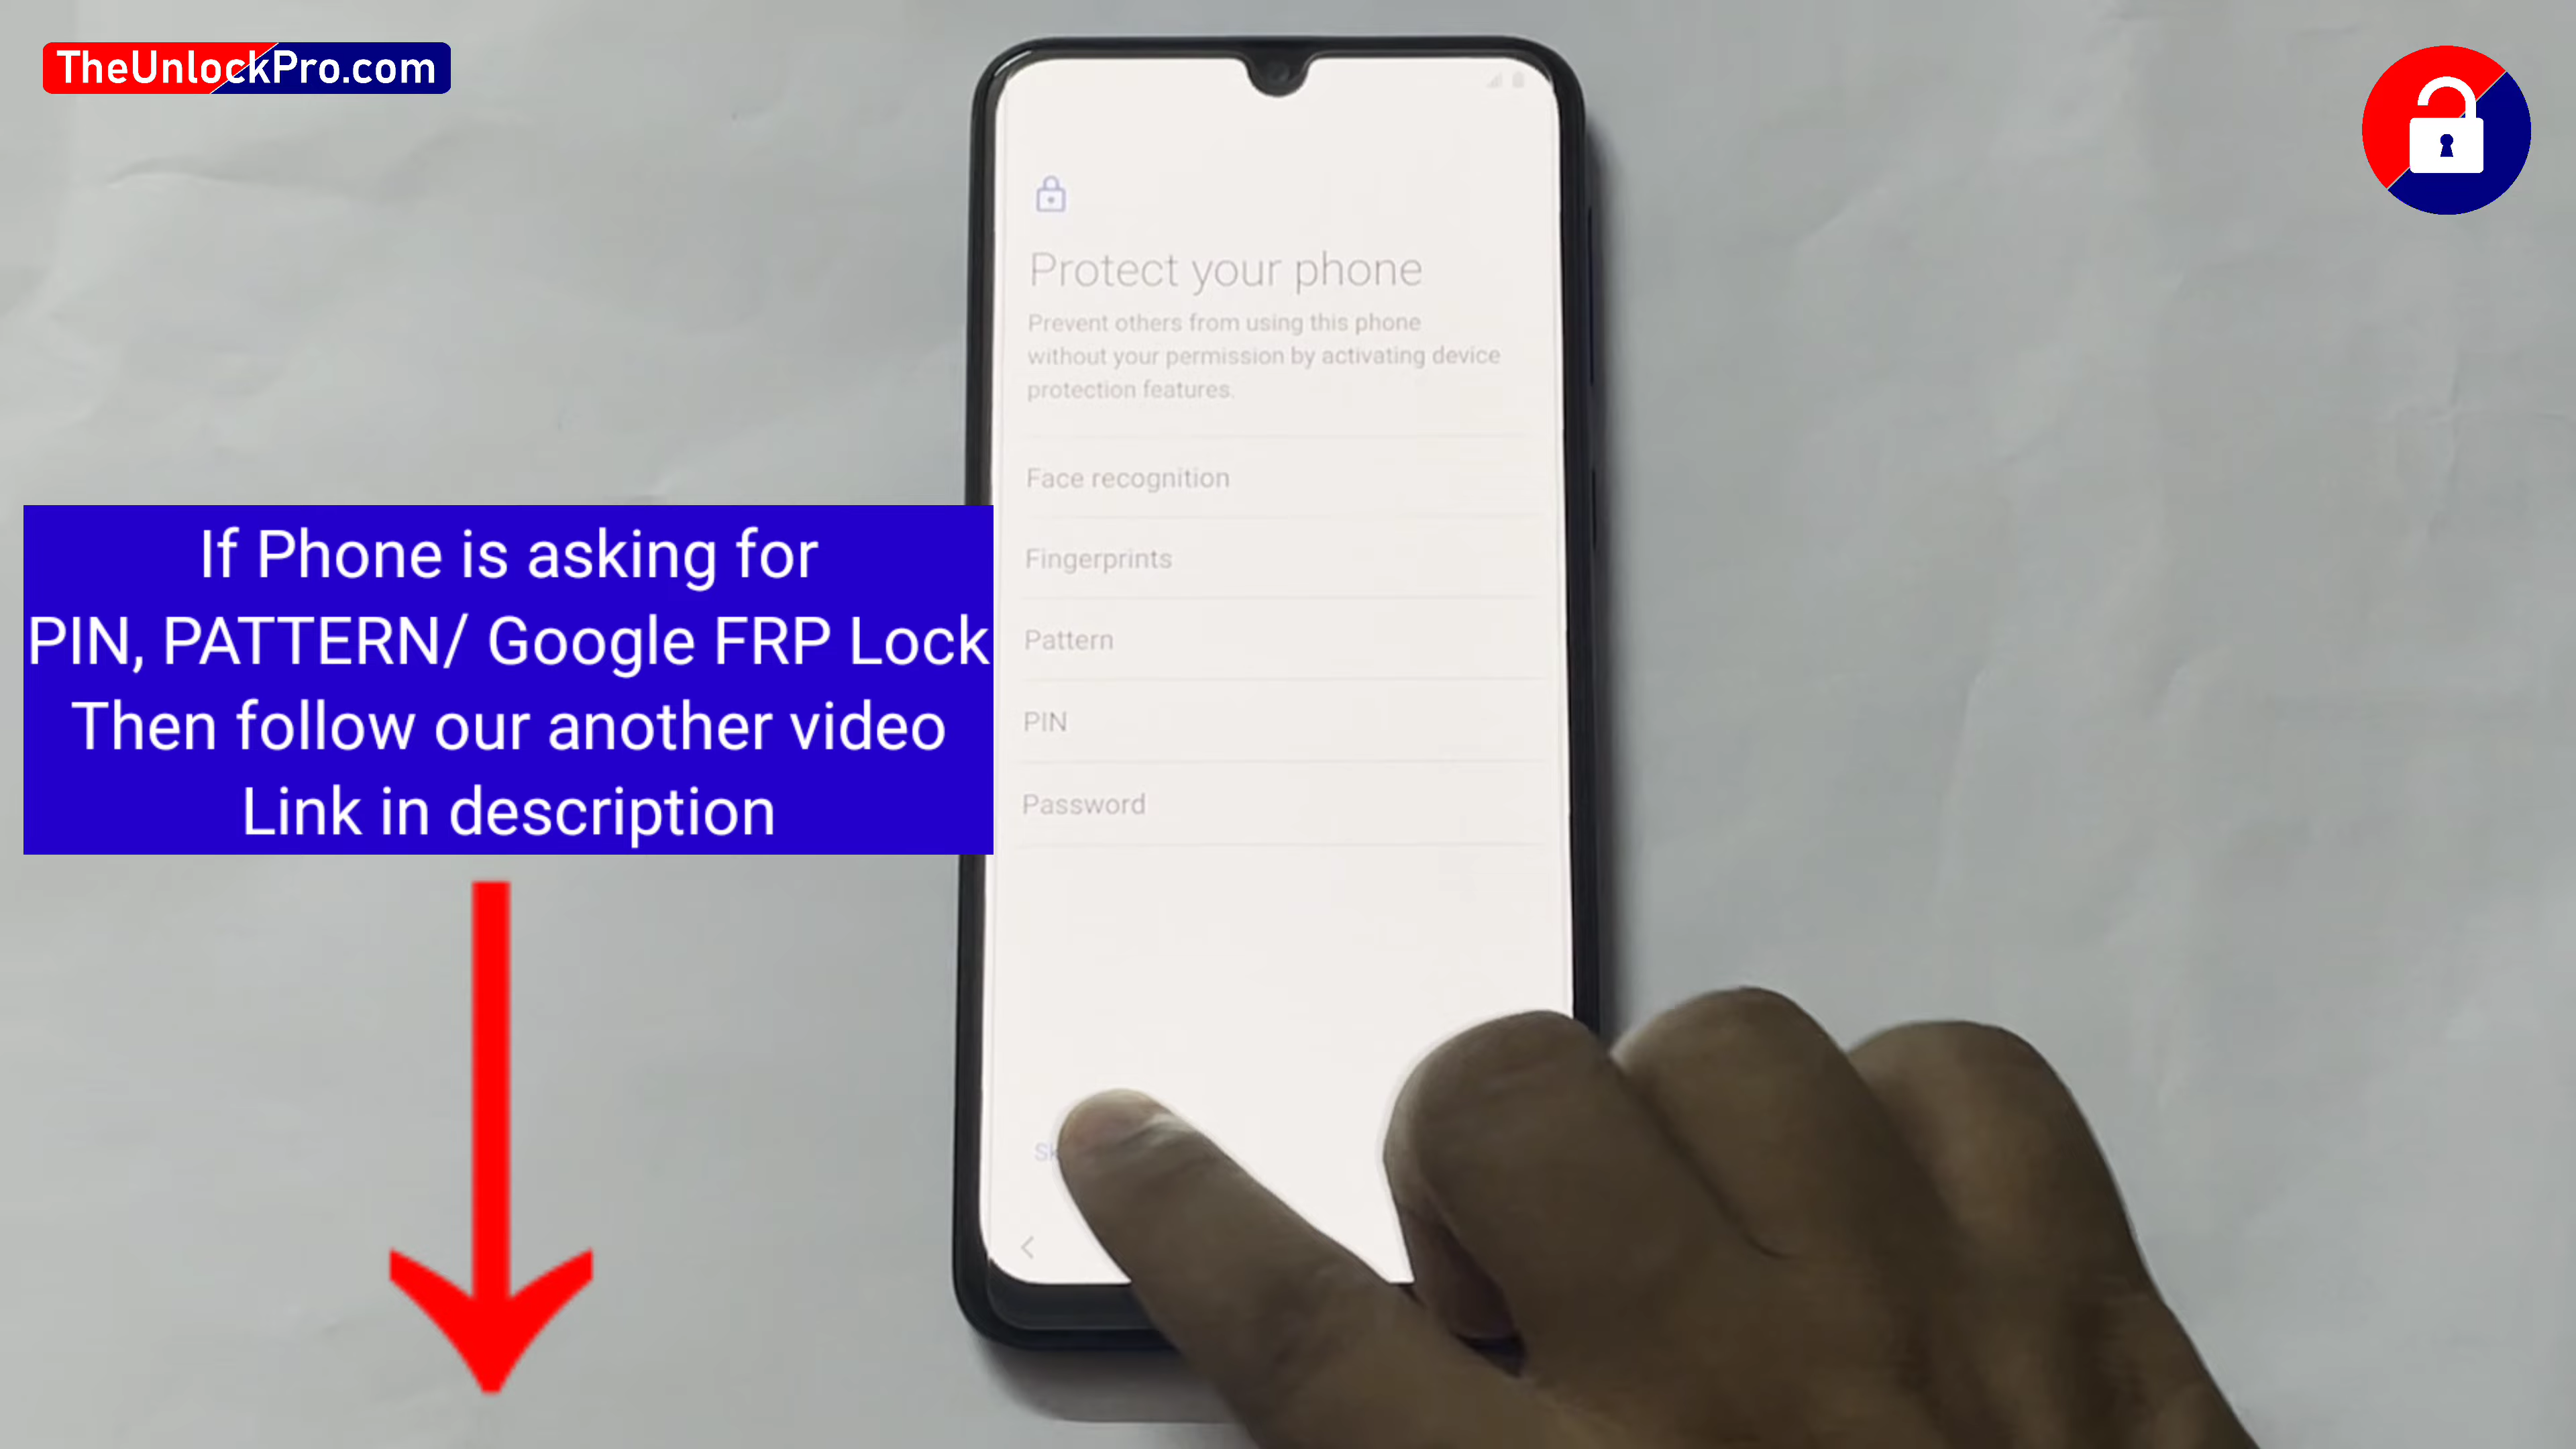 TheUnlockPro.com
Protect your phone
Prevent others from using this phone
without your permission by activating device
protection features.
Face recognition
Fingerprints
Pattern
PIN
Password
If Phone is asking for
PIN, PATTERN/ Google FRP Lock
Then follow our another video
Link in description